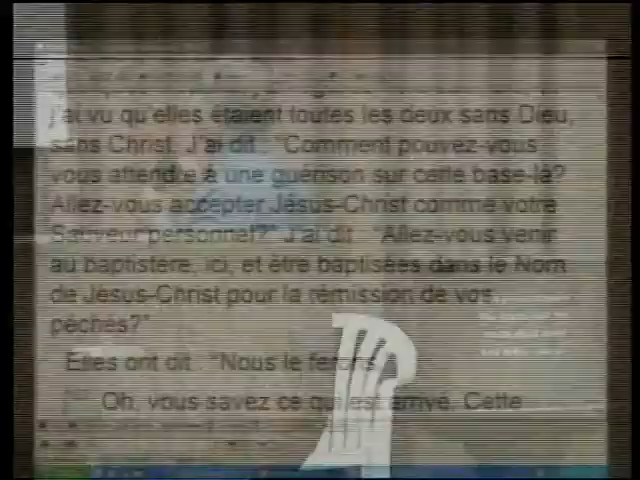 j'ai vu qu'elles étaient toutes les deux sans Dieu,
sans Christ. J'ai dit : "Comment pouvez-vous
vous attendre à une guérison sur cette base-là?
Allez-vous accepter Jésus-Christ comme votre
Sauveur personnel?" J'ai dit : "Allez-vous venir
au baptistère, ici, et être baptisées dans le Nom
de Jésus-Christ pour la rémission de vos
péchés?"
Elles ont dit : "Nous le ferons
Oh, vous savez ce qui est arrivé. Cette